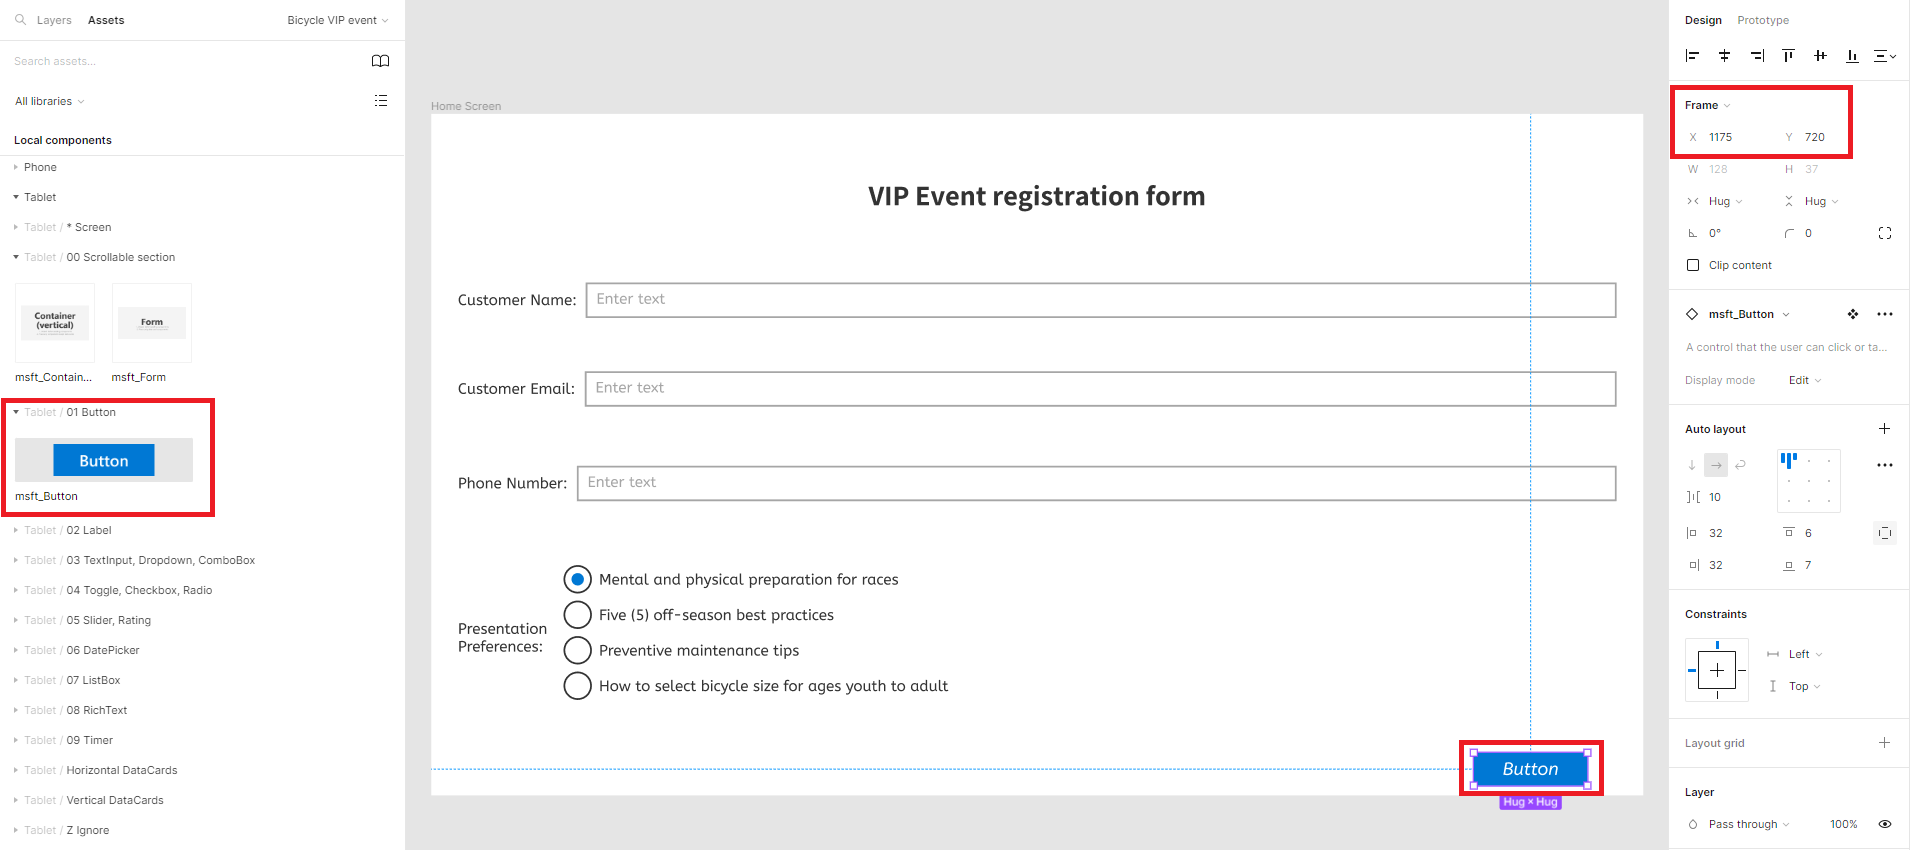 Layers Assets Bicycle VIP event
Search assets...
All libraries
Local components
Phone
Tablet
Tablet / * Screen
Tablet / 00 Scrollable section
Container
(vertical)
Form
msft_Contain... msft_Form
Tablet / 01 Button
Button
msft_Button
Tablet / 02 Label
Tablet / 03 TextInput, Dropdown, ComboBox
Tablet / 04 Toggle, Checkbox, Radio
Tablet / 05 Slider, Rating
Tablet / 06 DatePicker
Tablet / 07 ListBox
Tablet / 08 RichText
Tablet / 09 Timer
Tablet / Horizontal DataCards
Tablet / Vertical DataCards
Tablet / Z Ignore
Home Screen
VIP Event registration form
Customer Name: Enter text
Customer Email: Enter text
Phone Number: Enter text
Presentation
Preferences:
Mental and physical preparation for races
Five (5) off-season best practices
Preventive maintenance tips
How to select bicycle size for ages youth to adult
Button
Hug × Hug
Design Prototype
Frame
X 1175 Y 720
W 128 H 37
Hug Hug
0° 0
Clip content
msft_Button
A control that the user can click or ta...
Display mode Edit
Auto layout
10
32 6
32 7
Constraints
Left
Top
Layout grid
Layer
Pass through 100%